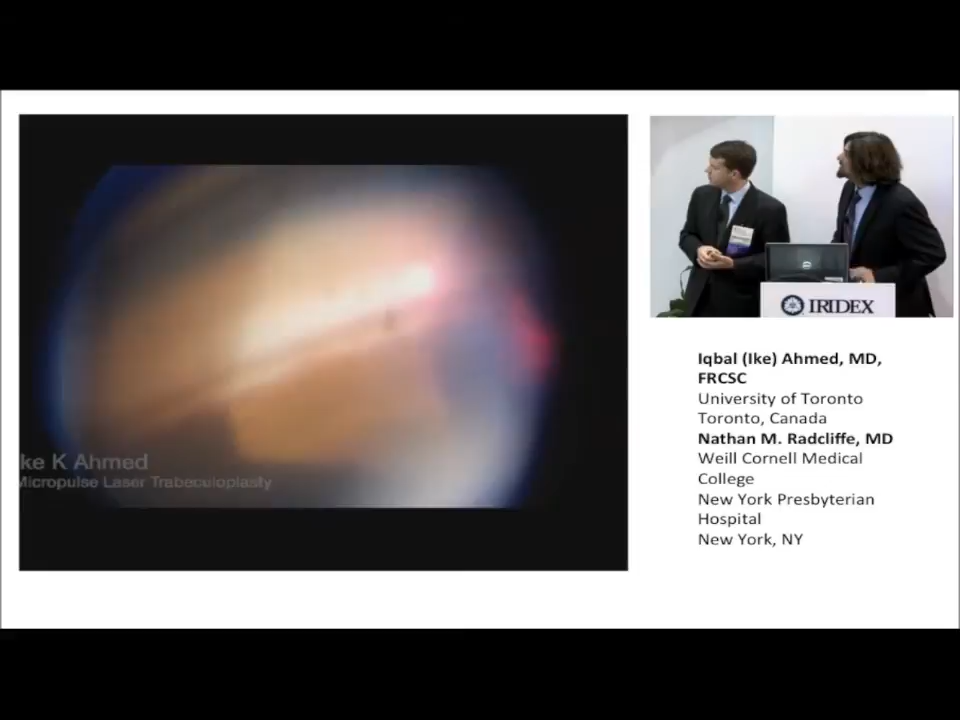 ke K Ahmed
Micropulse Laser Trabeculoplasty
IRIDEX
Iqbal (Ike) Ahmed, MD,
FRCSC
University of Toronto
Toronto, Canada
Nathan M. Radcliffe, MD
Weill Cornell Medical
College
New York Presbyterian
Hospital
New York, NY